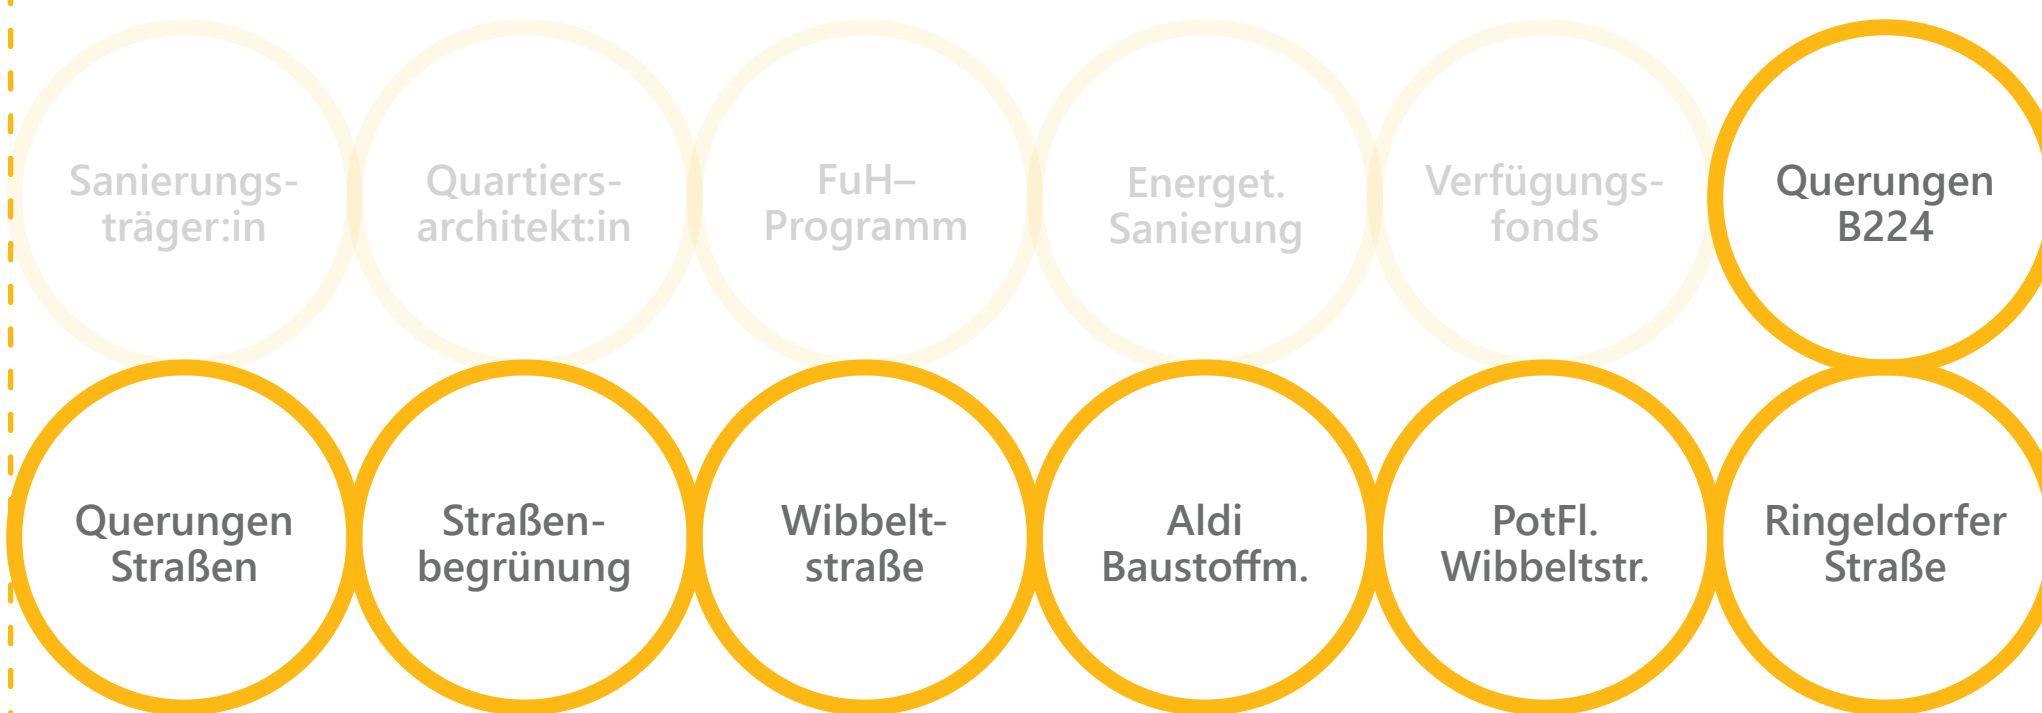 Sanierungs-
träger:in
Quartiers-
architekt:in
FuH–
Programm
Energet.
Sanierung
Verfügungs-
fonds
Querungen
B224
Querungen
Straßen
Straßen-
begrünung
Wibbelt-
straße
Aldi
Baustoffm.
PotFl.
Wibbeltstr.
Ringeldorfer
Straße